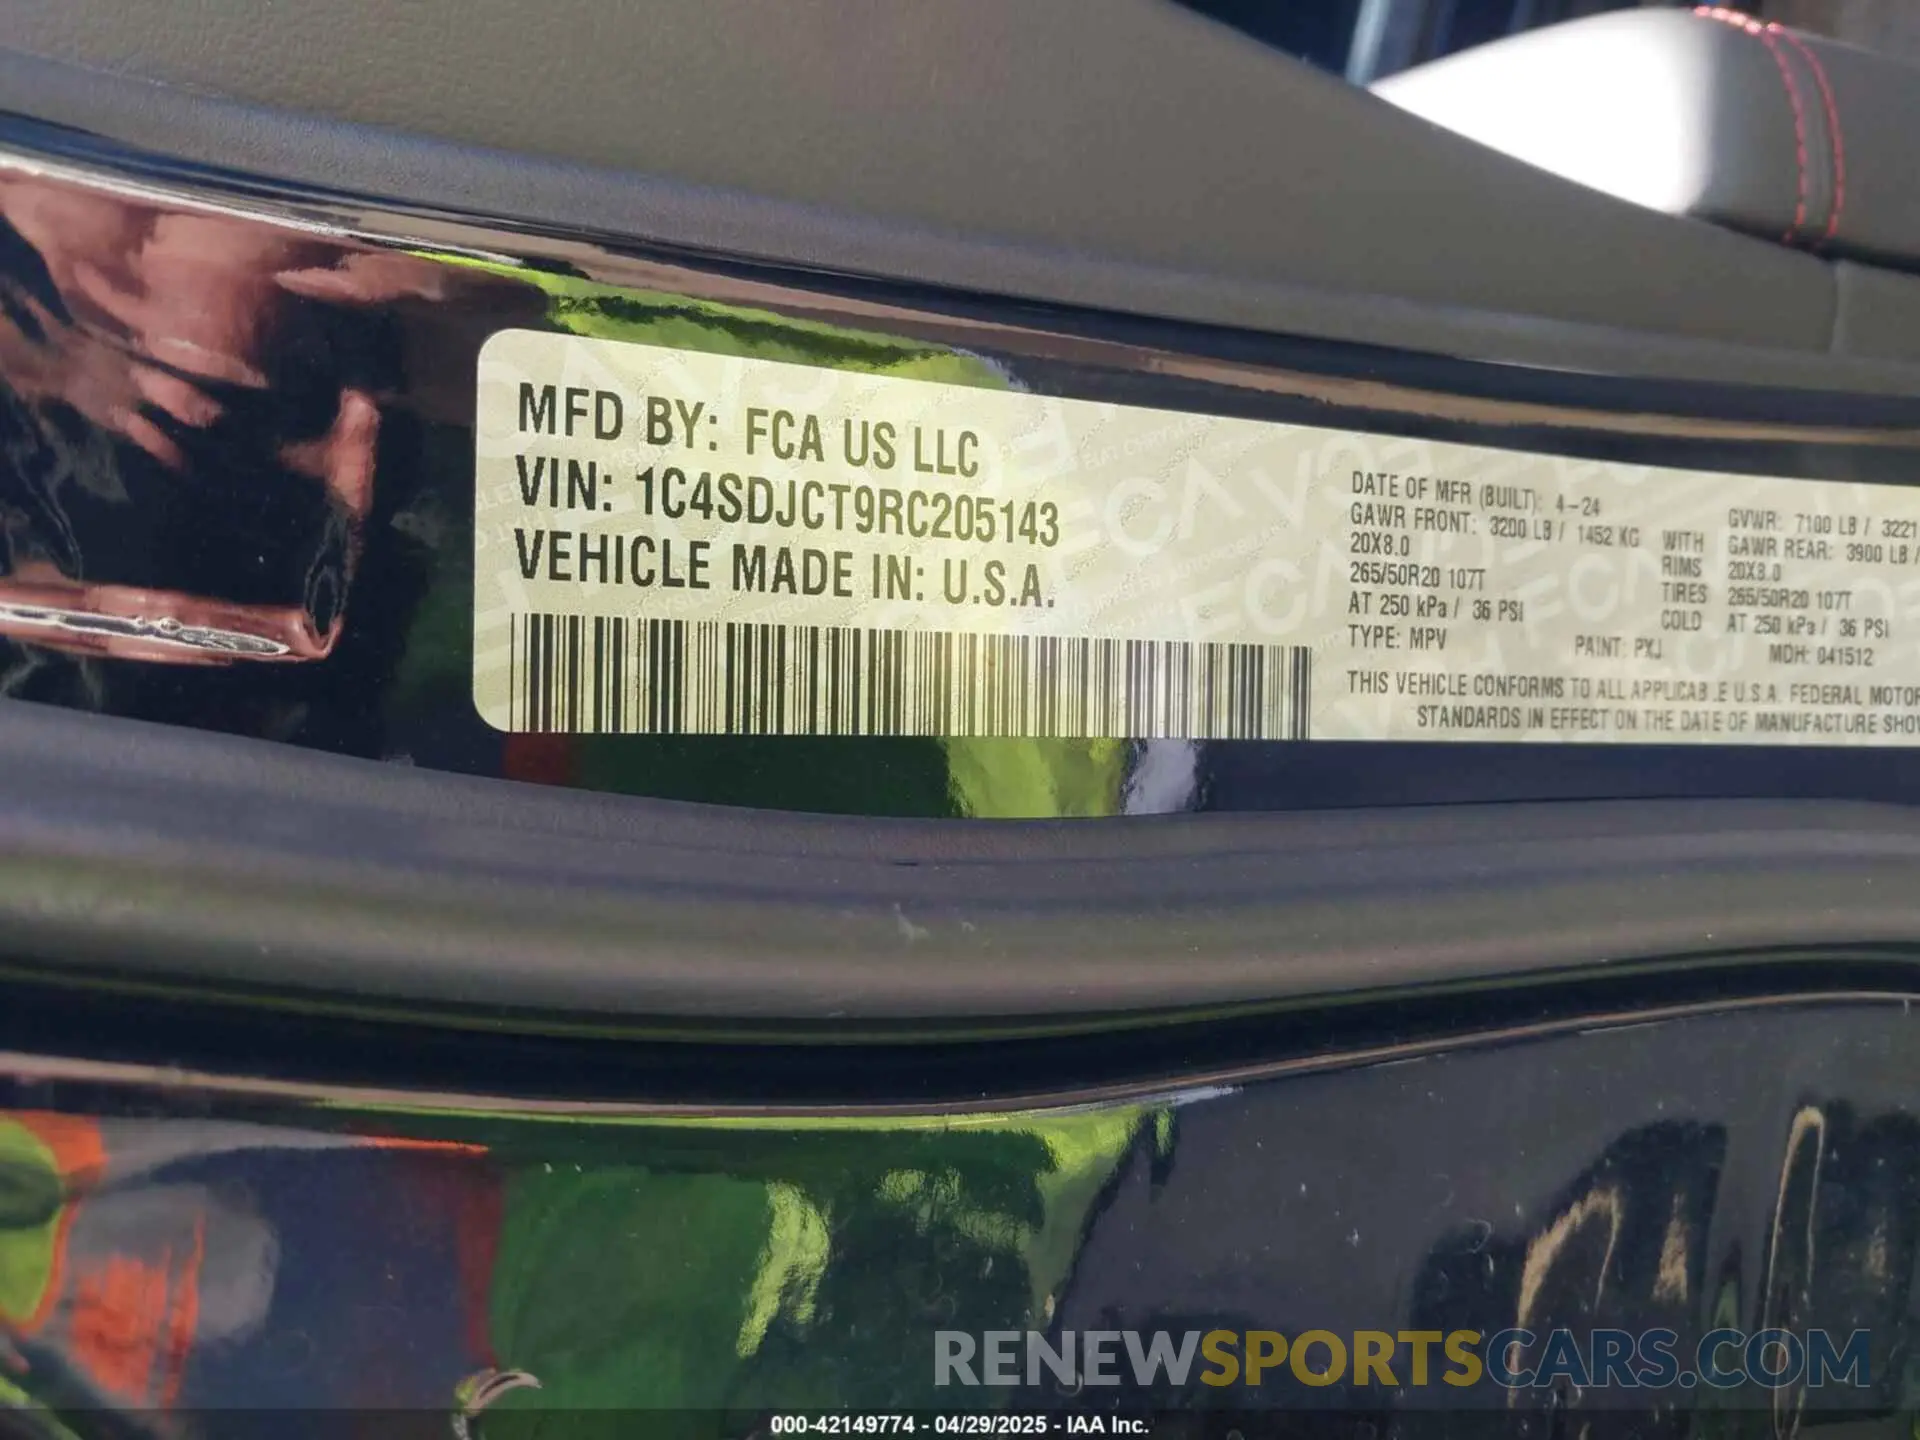 MFD BY: FCA US LLC
VIN: 1C4SDJCT9RC205143
VEHICLE MADE IN: U.S.A.
DATE OF MFR (BUILT): 4-24
GAWR FRONT: 3200 LB / 1452 KG
20X8.0
265/50R20 107T
AT 250 kPa / 36 PSI
TYPE: MPV
WITH
RIMS
TIRES
COLD
GVWR: 7100 LB / 3221
GAWR REAR: 3900 LB /
20X8.0
265/50R20 107T
AT 250 kPa / 36 PSI
PAINT: PXJ
MDH: 041512
THIS VEHICLE CONFORMS TO ALL APPLICABLE U.S.A. FEDERAL MOTOR
STANDARDS IN EFFECT ON THE DATE OF MANUFACTURE SHOW
RENEWSPORTSCARS.COM
000-42149774 - 04/29/2025 - IAA Inc.